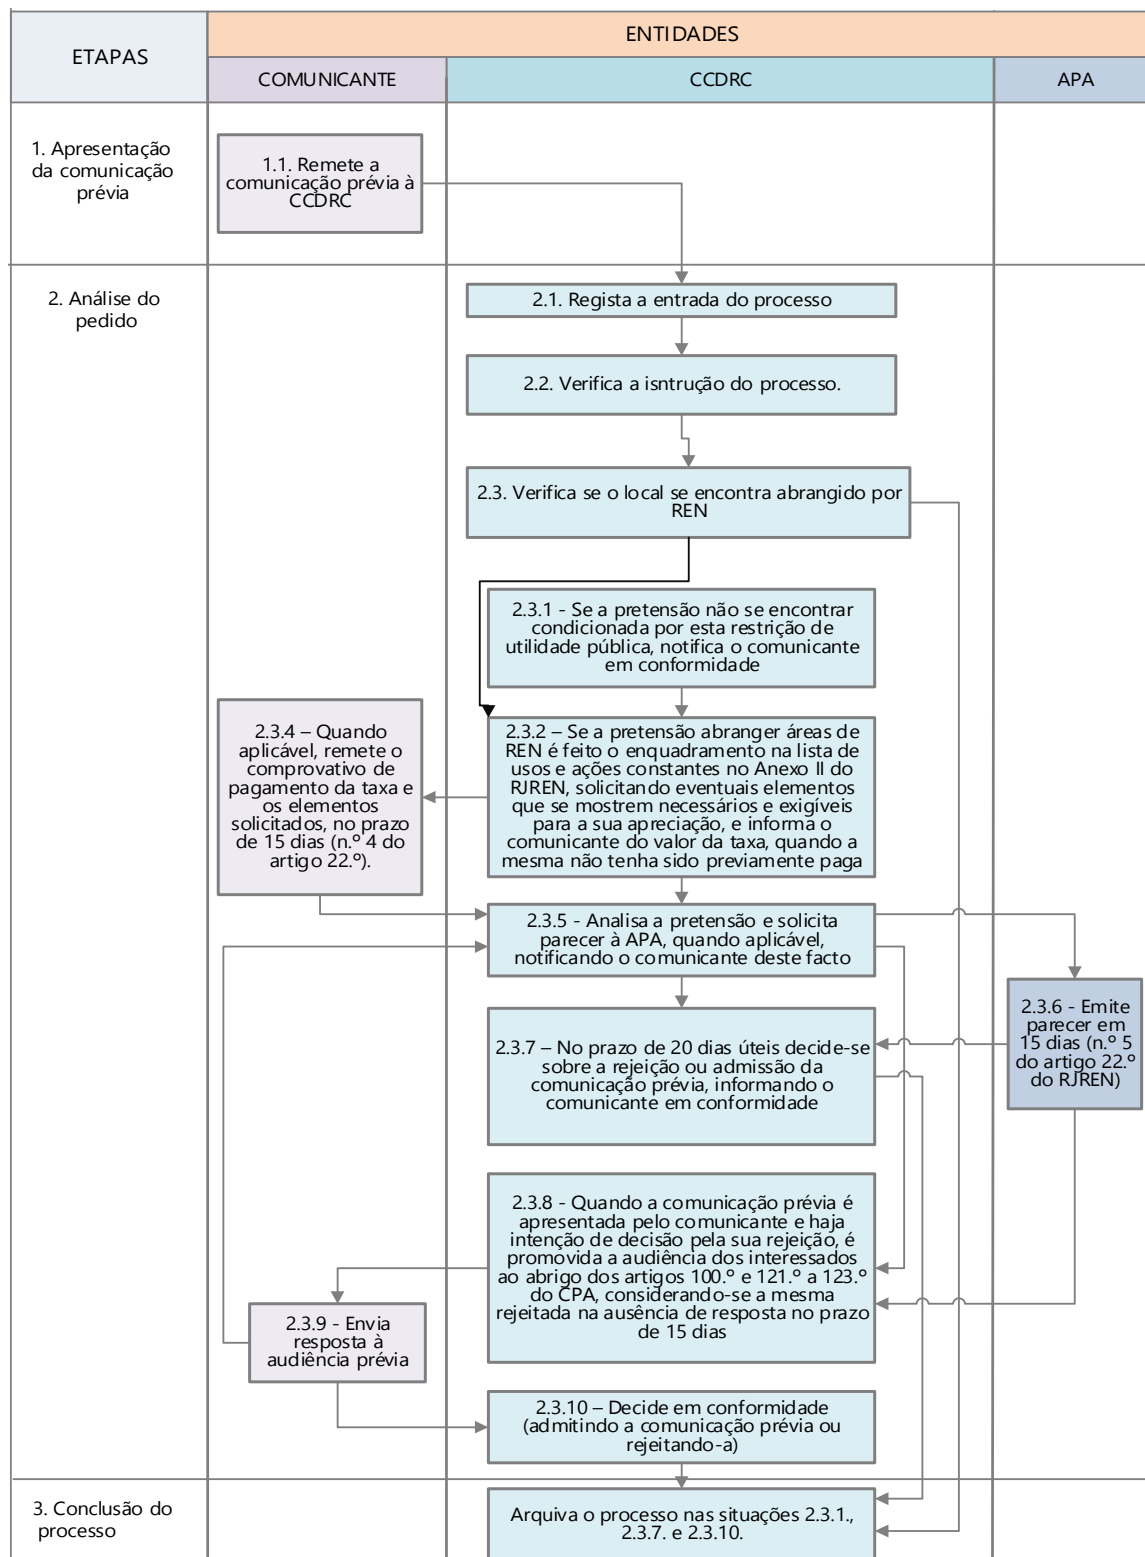 ETAPAS
ENTIDADES
COMUNICANTE
CCDRC
APA
1. Apresentação
da comunicação
prévia
1.1. Remete a
comunicação prévia à
CCDRC
2. Análise do
pedido
2.1. Regista a entrada do processo
2.2. Verifica a isntrução do processo.
2.3. Verifica se o local se encontra abrangido por
REN
2.3.1 - Se a pretensão não se encontrar
condicionada por esta restrição de
utilidade pública, notifica o comunicante
em conformidade
2.3.2 – Se a pretensão abranger áreas de
REN é feito o enquadramento na lista de
usos e ações constantes no Anexo II do
RJREN, solicitando eventuais elementos
que se mostrem necessários e exigíveis
para a sua apreciação, e informa o
comunicante do valor da taxa, quando a
mesma não tenha sido previamente paga
2.3.4 – Quando
aplicável, remete o
comprovativo de
pagamento da taxa e
os elementos
solicitados, no prazo
de 15 dias (n.º 4 do
artigo 22.º).
2.3.5 - Analisa a pretensão e solicita
parecer à APA, quando aplicável,
notificando o comunicante deste facto
2.3.6 - Emite
parecer em
15 dias (n.º 5
do artigo 22.º
do RJREN)
2.3.7 – No prazo de 20 dias úteis decide-se
sobre a rejeição ou admissão da
comunicação prévia, informando o
comunicante em conformidade
2.3.8 - Quando a comunicação prévia é
apresentada pelo comunicante e haja
intenção de decisão pela sua rejeição, é
promovida a audiência dos interessados
ao abrigo dos artigos 100.º e 121.º a 123.º
do CPA, considerando-se a mesma
rejeitada na ausência de resposta no prazo
de 15 dias
2.3.9 - Envia
resposta à
audiência prévia
2.3.10 – Decide em conformidade
(admitindo a comunicação prévia ou
rejeitando-a)
3. Conclusão do
processo
Arquiva o processo nas situações 2.3.1.,
2.3.7. e 2.3.10.